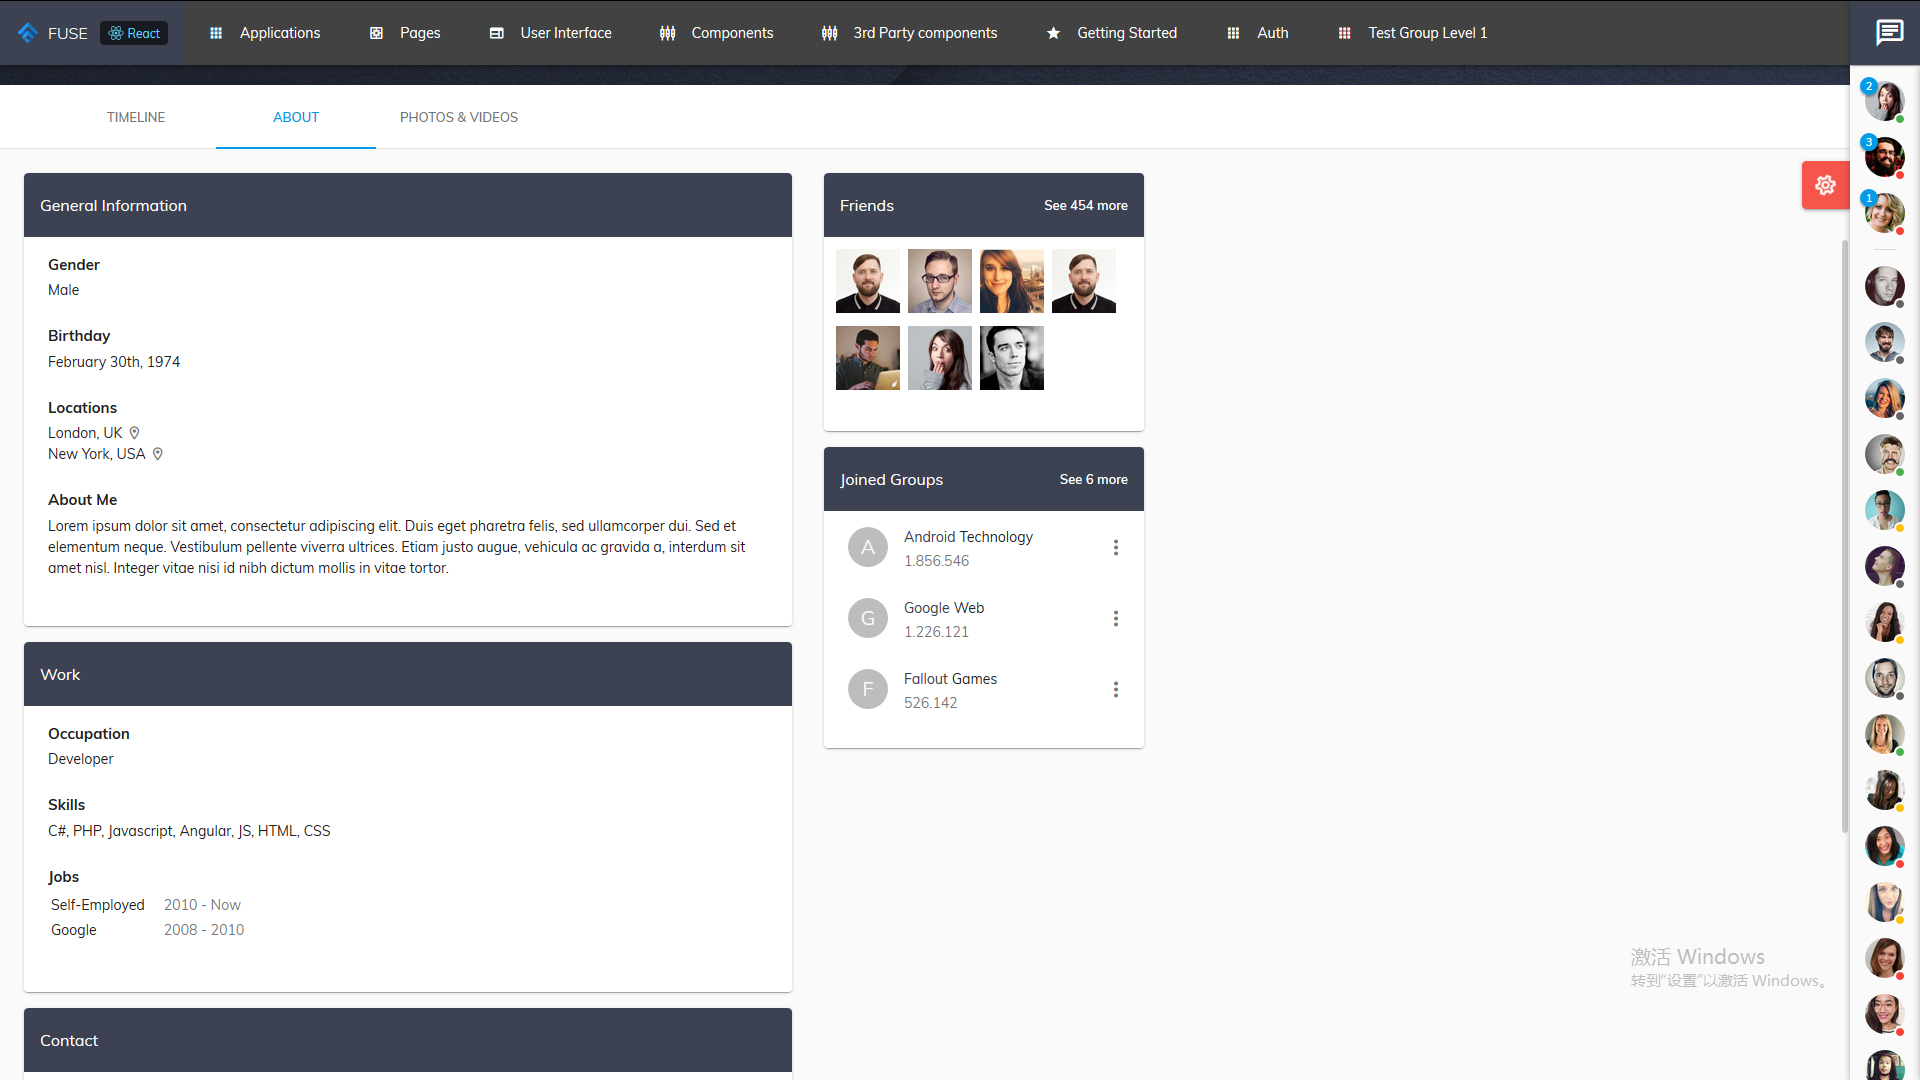 FUSE
React
Applications
Pages
User Interface
Components
3rd Party components
Getting Started
Auth
Test Group Level 1
TIMELINE
ABOUT
PHOTOS & VIDEOS
General Information
Gender
Male
Birthday
February 30th, 1974
Locations
London, UK
New York, USA
About Me
Lorem ipsum dolor sit amet, consectetur adipiscing elit. Duis eget pharetra felis, sed ullamcorper dui. Sed et
elementum neque. Vestibulum pellente viverra ultrices. Etiam justo augue, vehicula ac gravida a, interdum sit
amet nisl. Integer vitae nisi id nibh dictum mollis in vitae tortor.
Work
Occupation
Developer
Skills
C#, PHP, Javascript, Angular, JS, HTML, CSS
Jobs
Self-Employed 2010 - Now
Google 2008 - 2010
Contact
Friends
See 454 more
Joined Groups
See 6 more
A
Android Technology
1.856.546
G
Google Web
1.226.121
F
Fallout Games
526.142
2
3
1
激活 Windows
转到“设置”以激活 Windows。